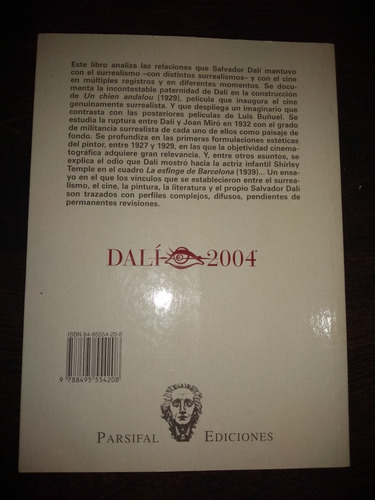 Este libro analiza las relaciones que Salvador Dalí mantuvo
con el surrealismo –con distintos surrealismos– y con el cine
en múltiples registros y en diferentes momentos. Se docu-
menta la incontestable paternidad de Dalí en la construcción
de Un chien andalou (1929), película que inaugura el cine
genuinamente surrealista. Y que despliega un imaginario que
contrasta con las posteriores películas de Luis Buñuel. Se
estudia la ruptura entre Dalí y Joan Miró en 1932 con el grado
de militancia surrealista de cada uno de ellos como paisaje de
fondo. Se profundiza en las primeras formulaciones estéticas
del pintor, entre 1927 y 1929, en las que la objetividad cinema-
tográfica adquiere gran relevancia. Y, entre otros asuntos, se
explica el odio que Dalí mostró hacia la actriz infantil Shirley
Temple en el cuadro La esfinge de Barcelona (1939)... Un ensa-
yo en el que los vínculos que se establecieron entre el surrea-
lismo, el cine, la pintura, la literatura y el propio Salvador Dalí
son trazados con perfiles complejos, difusos, pendientes de
permanentes revisiones.
DALÍ 2004
ISBN 84-95554-20-8
9 788495 554208
PARSIFAL EDICIONES